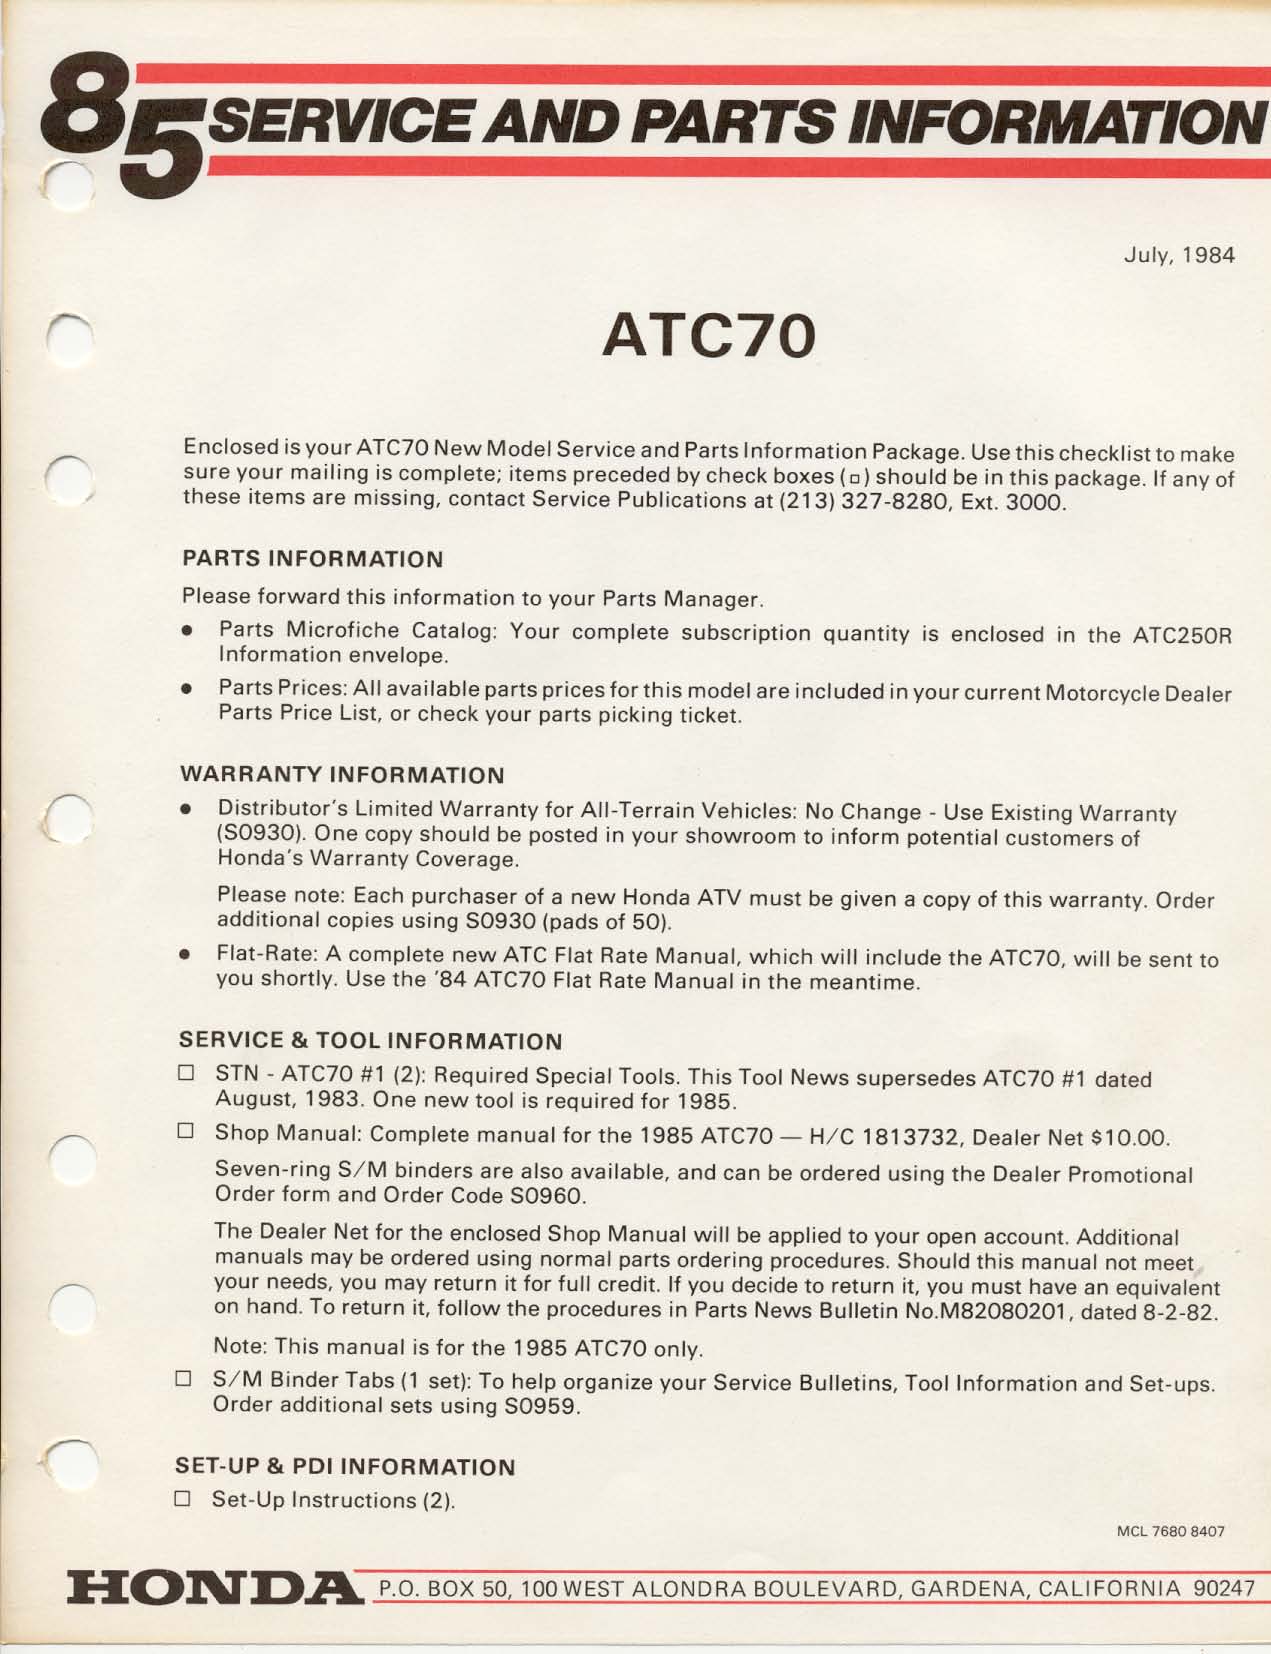 85 SERVICE AND PARTS INFORMATION
July, 1984
ATC70
Enclosed is your ATC70 New Model Service and Parts Information Package. Use this checklist to make
sure your mailing is complete; items preceded by check boxes (□) should be in this package. If any of
these items are missing, contact Service Publications at (213) 327-8280, Ext. 3000.
PARTS INFORMATION
Please forward this information to your Parts Manager.
● Parts Microfiche Catalog: Your complete subscription quantity is enclosed in the ATC250R
Information envelope.
● Parts Prices: All available parts prices for this model are included in your current Motorcycle Dealer
Parts Price List, or check your parts picking ticket.
WARRANTY INFORMATION
● Distributor's Limited Warranty for All-Terrain Vehicles: No Change - Use Existing Warranty
(S0930). One copy should be posted in your showroom to inform potential customers of
Honda's Warranty Coverage.
Please note: Each purchaser of a new Honda ATV must be given a copy of this warranty. Order
additional copies using S0930 (pads of 50).
● Flat-Rate: A complete new ATC Flat Rate Manual, which will include the ATC70, will be sent to
you shortly. Use the '84 ATC70 Flat Rate Manual in the meantime.
SERVICE & TOOL INFORMATION
□ STN - ATC70 #1 (2): Required Special Tools. This Tool News supersedes ATC70 #1 dated
August, 1983. One new tool is required for 1985.
□ Shop Manual: Complete manual for the 1985 ATC70 — H/C 1813732, Dealer Net $10.00.
Seven-ring S/M binders are also available, and can be ordered using the Dealer Promotional
Order form and Order Code S0960.
The Dealer Net for the enclosed Shop Manual will be applied to your open account. Additional
manuals may be ordered using normal parts ordering procedures. Should this manual not meet
your needs, you may return it for full credit. If you decide to return it, you must have an equivalent
on hand. To return it, follow the procedures in Parts News Bulletin No.M82080201, dated 8-2-82.
Note: This manual is for the 1985 ATC70 only.
□ S/M Binder Tabs (1 set): To help organize your Service Bulletins, Tool Information and Set-ups.
Order additional sets using S0959.
SET-UP & PDI INFORMATION
□ Set-Up Instructions (2).
MCL 7680 8407
HONDA P.O. BOX 50, 100 WEST ALONDRA BOULEVARD, GARDENA, CALIFORNIA 90247